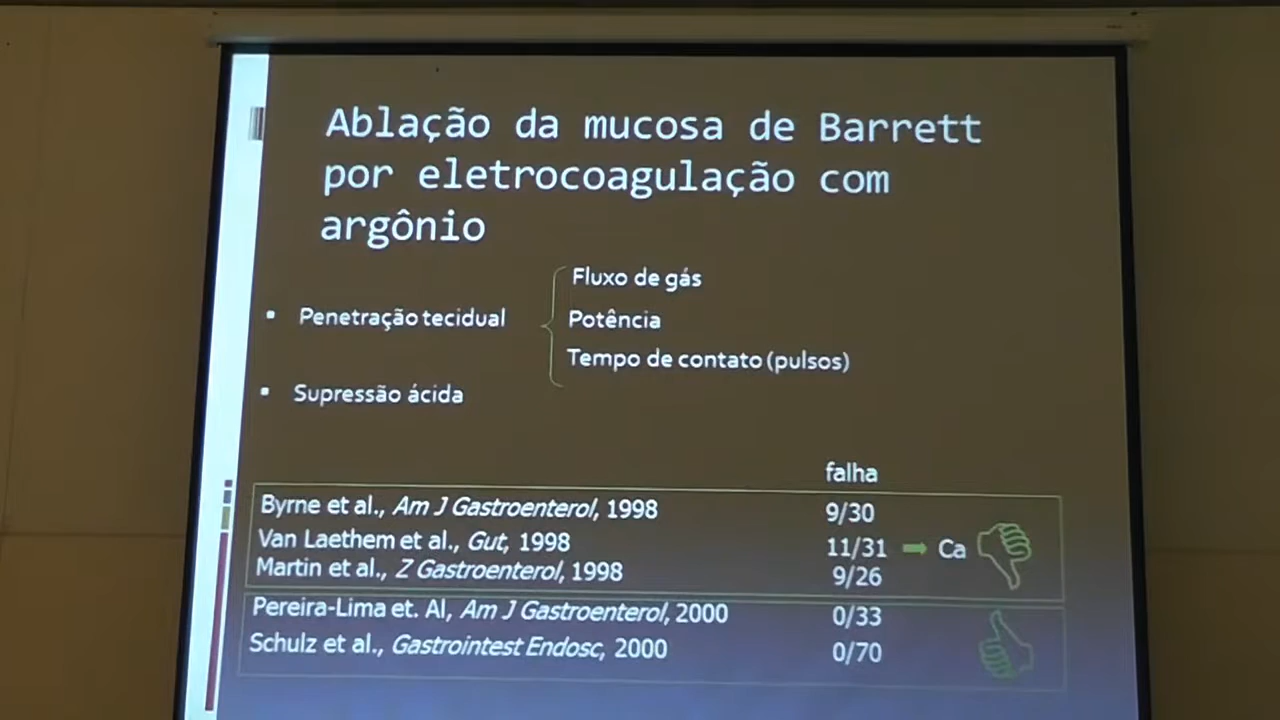 Ablação da mucosa de Barrett
por eletrocoagulação com
argônio
Fluxo de gás
▪ Penetração tecidual
Potência
Tempo de contato (pulsos)
▪ Supressão ácida
falha
Byrne et al., Am J Gastroenterol, 1998 9/30
Van Laethem et al., Gut, 1998 11/31 ➡ Ca
Martin et al., Z Gastroenterol, 1998 9/26
Pereira-Lima et. Al, Am J Gastroenterol, 2000 0/33
Schulz et al., Gastrointest Endosc, 2000 0/70